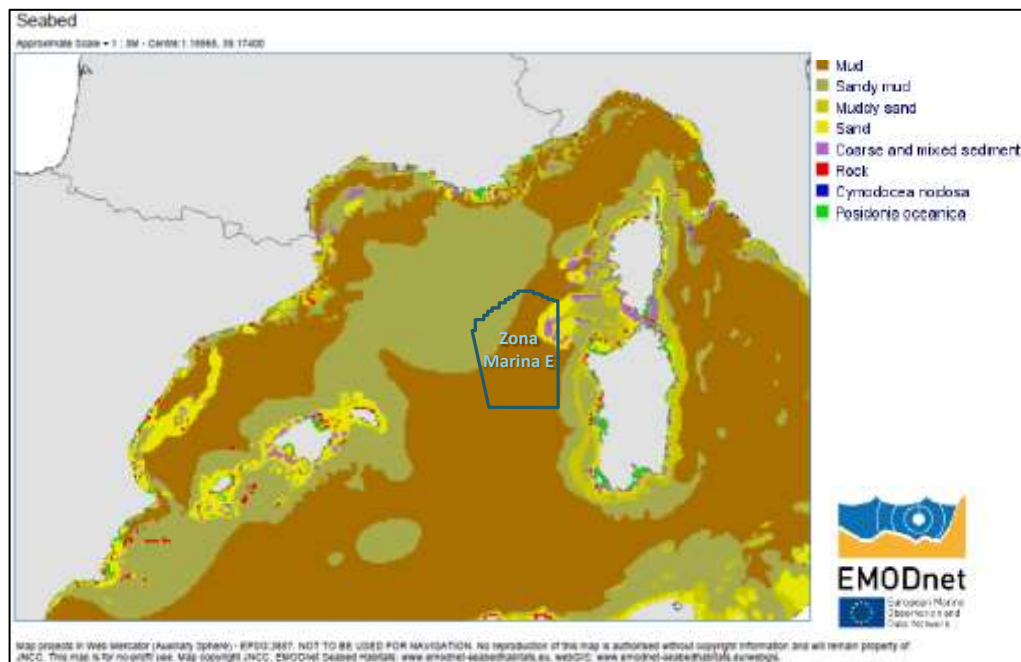 Seabed
Approximate Scale = 1 : 8M - Centre:1.16965, 39.17400
Mud
Sandy mud
Muddy sand
Sand
Coarse and mixed sediment
Rock
Cymodocea nodosa
Posidonia oceanica
Zona
Marina E
EMODnet
European Marine
Observation and
Data Network
Map projects in Web Mercator (Auxiliary Sphere) - EPSG:3857. NOT TO BE USED FOR NAVIGATION. No reproduction of this map is authorised without copyright information and will remain property of
JNCC. This map is for no-profit use. Map copyright JNCC. EMODnet Seabed Habitats: www.emodnet-seabedhabitats.eu, webGIS: www.emodnet-seabedhabitats.eu/webgis.